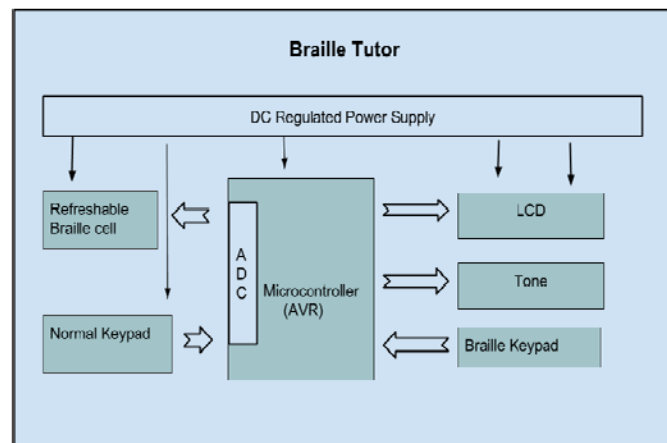 Braille Tutor
DC Regulated Power Supply
Refreshable
Braille cell
A
D
C
Microcontroller
(AVR)
LCD
Tone
Normal Keypad
Braille Keypad